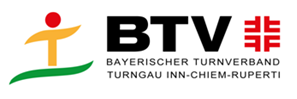 BTV
BAYERISCHER TURNVERBAND
TURNGAU INN-CHIEM-RUPERTI